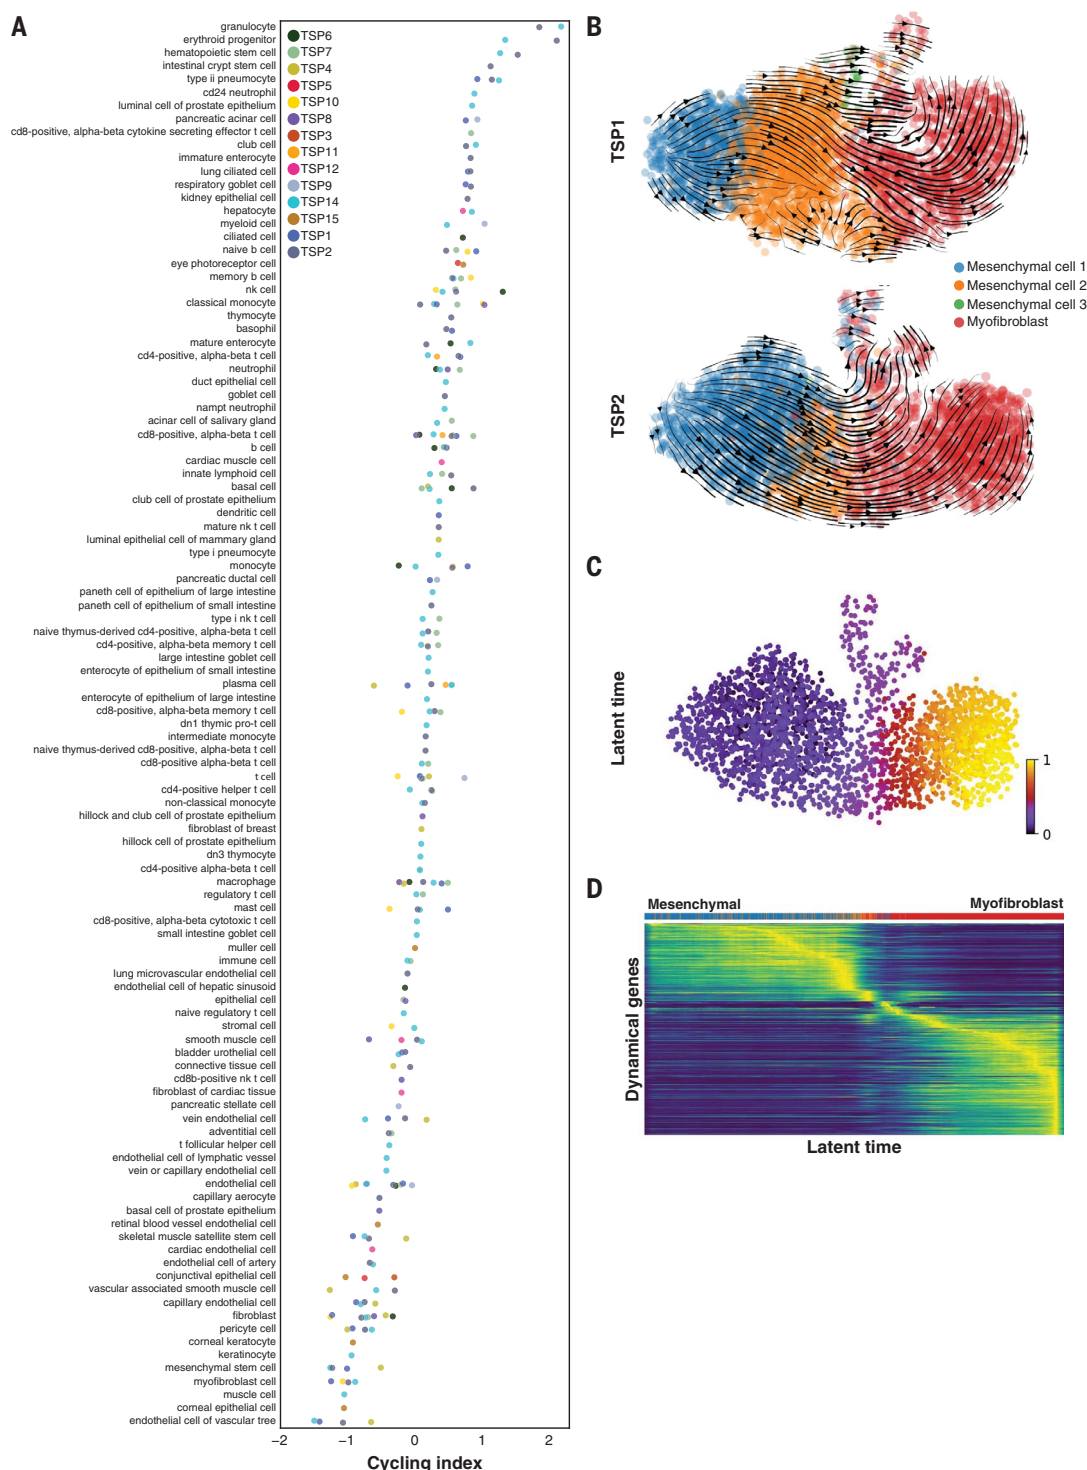 A
granulocyte
erythroid progenitor
hematopoietic stem cell
intestinal crypt stem cell
type ii pneumocyte
cd24 neutrophil
luminal cell of prostate epithelium
pancreatic acinar cell
cd8-positive, alpha-beta cytokine secreting effector t cell
club cell
immature enterocyte
lung ciliated cell
respiratory goblet cell
kidney epithelial cell
hepatocyte
myeloid cell
ciliated cell
naive b cell
eye photoreceptor cell
memory b cell
nk cell
classical monocyte
thymocyte
basophil
mature enterocyte
cd4-positive, alpha-beta t cell
neutrophil
duct epithelial cell
goblet cell
nampt neutrophil
acinar cell of salivary gland
cd8-positive, alpha-beta t cell
b cell
cardiac muscle cell
innate lymphoid cell
basal cell
club cell of prostate epithelium
dendritic cell
mature nk t cell
luminal epithelial cell of mammary gland
type i pneumocyte
monocyte
pancreatic ductal cell
paneth cell of epithelium of large intestine
paneth cell of epithelium of small intestine
type i nk t cell
naive thymus-derived cd4-positive, alpha-beta t cell
cd4-positive, alpha-beta memory t cell
large intestine goblet cell
enterocyte of epithelium of small intestine
plasma cell
enterocyte of epithelium of large intestine
cd8-positive, alpha-beta memory t cell
dn1 thymic pro-t cell
intermediate monocyte
naive thymus-derived cd8-positive, alpha-beta t cell
cd8-positive alpha-beta t cell
t cell
cd4-positive helper t cell
non-classical monocyte
hillock and club cell of prostate epithelium
fibroblast of breast
hillock cell of prostate epithelium
dn3 thymocyte
cd4-positive alpha-beta t cell
macrophage
regulatory t cell
mast cell
cd8-positive, alpha-beta cytotoxic t cell
small intestine goblet cell
muller cell
immune cell
lung microvascular endothelial cell
endothelial cell of hepatic sinusoid
epithelial cell
naive regulatory t cell
stromal cell
smooth muscle cell
bladder urothelial cell
connective tissue cell
cd8b-positive nk t cell
fibroblast of cardiac tissue
pancreatic stellate cell
vein endothelial cell
adventitial cell
t follicular helper cell
endothelial cell of lymphatic vessel
vein or capillary endothelial cell
endothelial cell
capillary aerocyte
basal cell of prostate epithelium
retinal blood vessel endothelial cell
skeletal muscle satellite stem cell
cardiac endothelial cell
endothelial cell of artery
conjunctival epithelial cell
vascular associated smooth muscle cell
capillary endothelial cell
fibroblast
pericyte cell
corneal keratocyte
keratinocyte
mesenchymal stem cell
myofibroblast cell
muscle cell
corneal epithelial cell
endothelial cell of vascular tree
TSP6
TSP7
TSP4
TSP5
TSP10
TSP8
TSP3
TSP11
TSP12
TSP9
TSP14
TSP15
TSP1
TSP2
−2 −1 0 1 2
Cycling index
B
TSP1
Mesenchymal cell 1
Mesenchymal cell 2
Mesenchymal cell 3
Myofibroblast
TSP2
C
Latent time
1
0
D
Mesenchymal Myofibroblast
Dynamical genes
Latent time